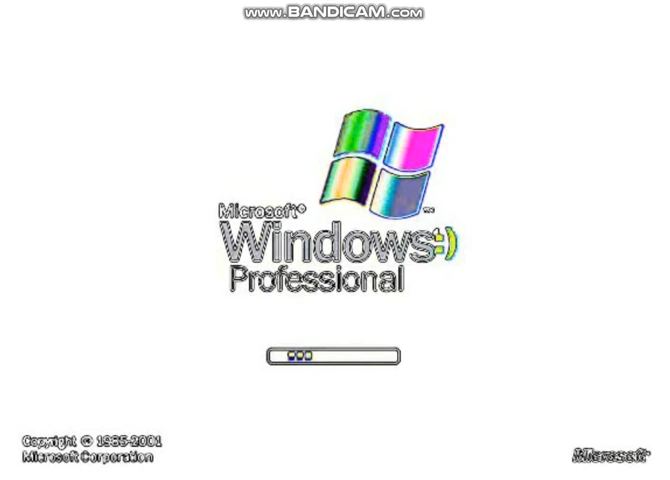 www.BANDICAM.com
Microsoft®
Windows:)
Professional
Copyright © 1985-2001
Microsoft Corporation
Microsoft